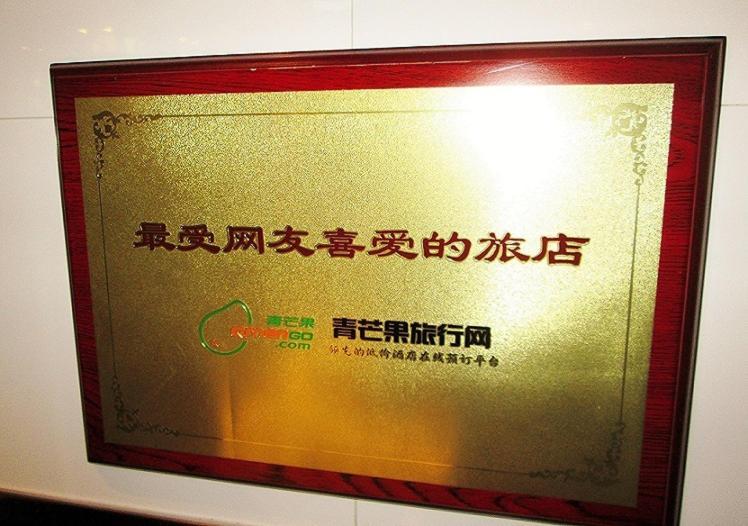 最受网友喜爱的旅店
青芒果
qmanGO
.com
青芒果旅行网
领先的低价酒店在线预订平台